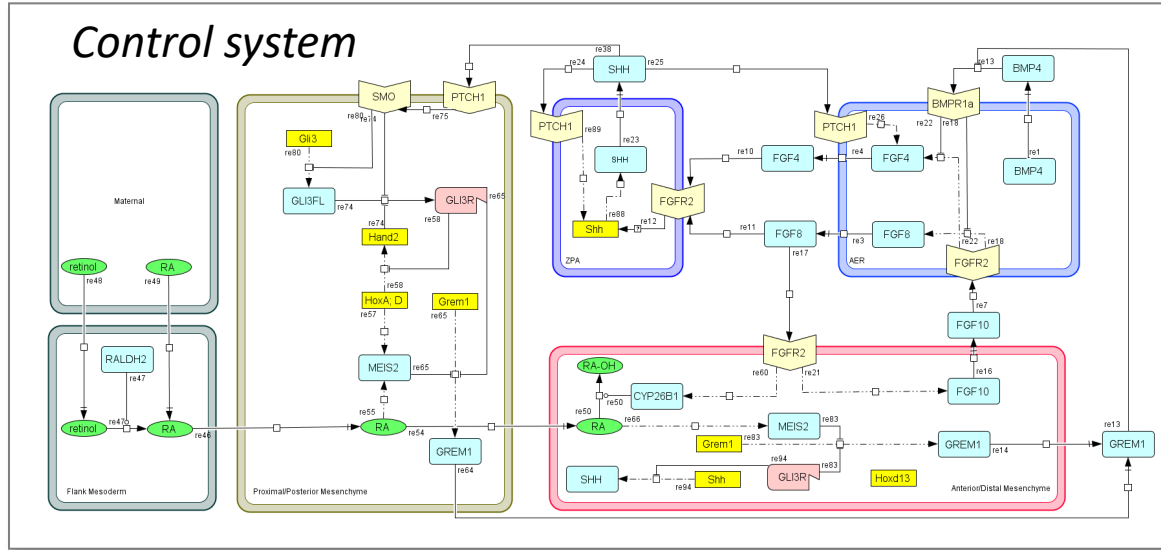 Control system
re38
re24
SHH
re25
re13
BMP4
SMO
PTCH1
BMPR1a
re80
re74
re75
PTCH1
re89
PTCH1
re26
re22
re18
Gli3
re80
re23
SHH
re10
FGF4
re4
FGF4
re1
BMP4
Maternal
GLI3FL
re74
GLI3R
re65
re58
FGFR2
re88
re12
Shh
re74
Hand2
re11
FGF8
re3
FGF8
re17
re22
re18
ZPA
AER
FGFR2
retinol
RA
re48
re49
re58
HoxA; D
re57
Grem1
re65
re7
FGF10
RALDH2
re47
MEIS2
re65
FGFR2
re60
re21
re16
RA-OH
CYP26B1
FGF10
re50
re50
re55
retinol
re47
RA
re46
RA
re54
RA
re66
MEIS2
re83
Grem1
re83
GREM1
re14
re13
GREM1
GREM1
re64
re94
re83
SHH
re94
Shh
GLI3R
Hoxd13
Flank Mesoderm
Proximal/Posterior Mesenchyme
Anterior/Distal Mesenchyme